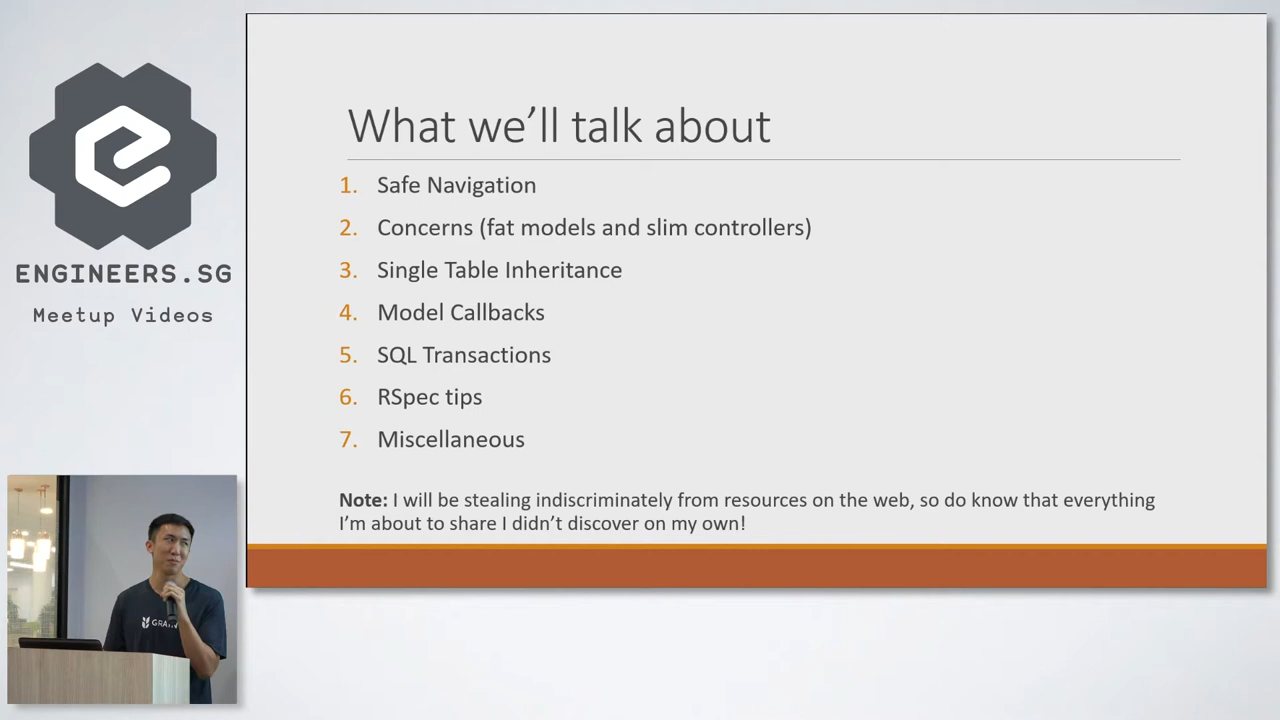 ENGINEERS.SG
Meetup Videos
What we’ll talk about
1. Safe Navigation
2. Concerns (fat models and slim controllers)
3. Single Table Inheritance
4. Model Callbacks
5. SQL Transactions
6. RSpec tips
7. Miscellaneous
Note: I will be stealing indiscriminately from resources on the web, so do know that everything
I’m about to share I didn’t discover on my own!
GRAIN